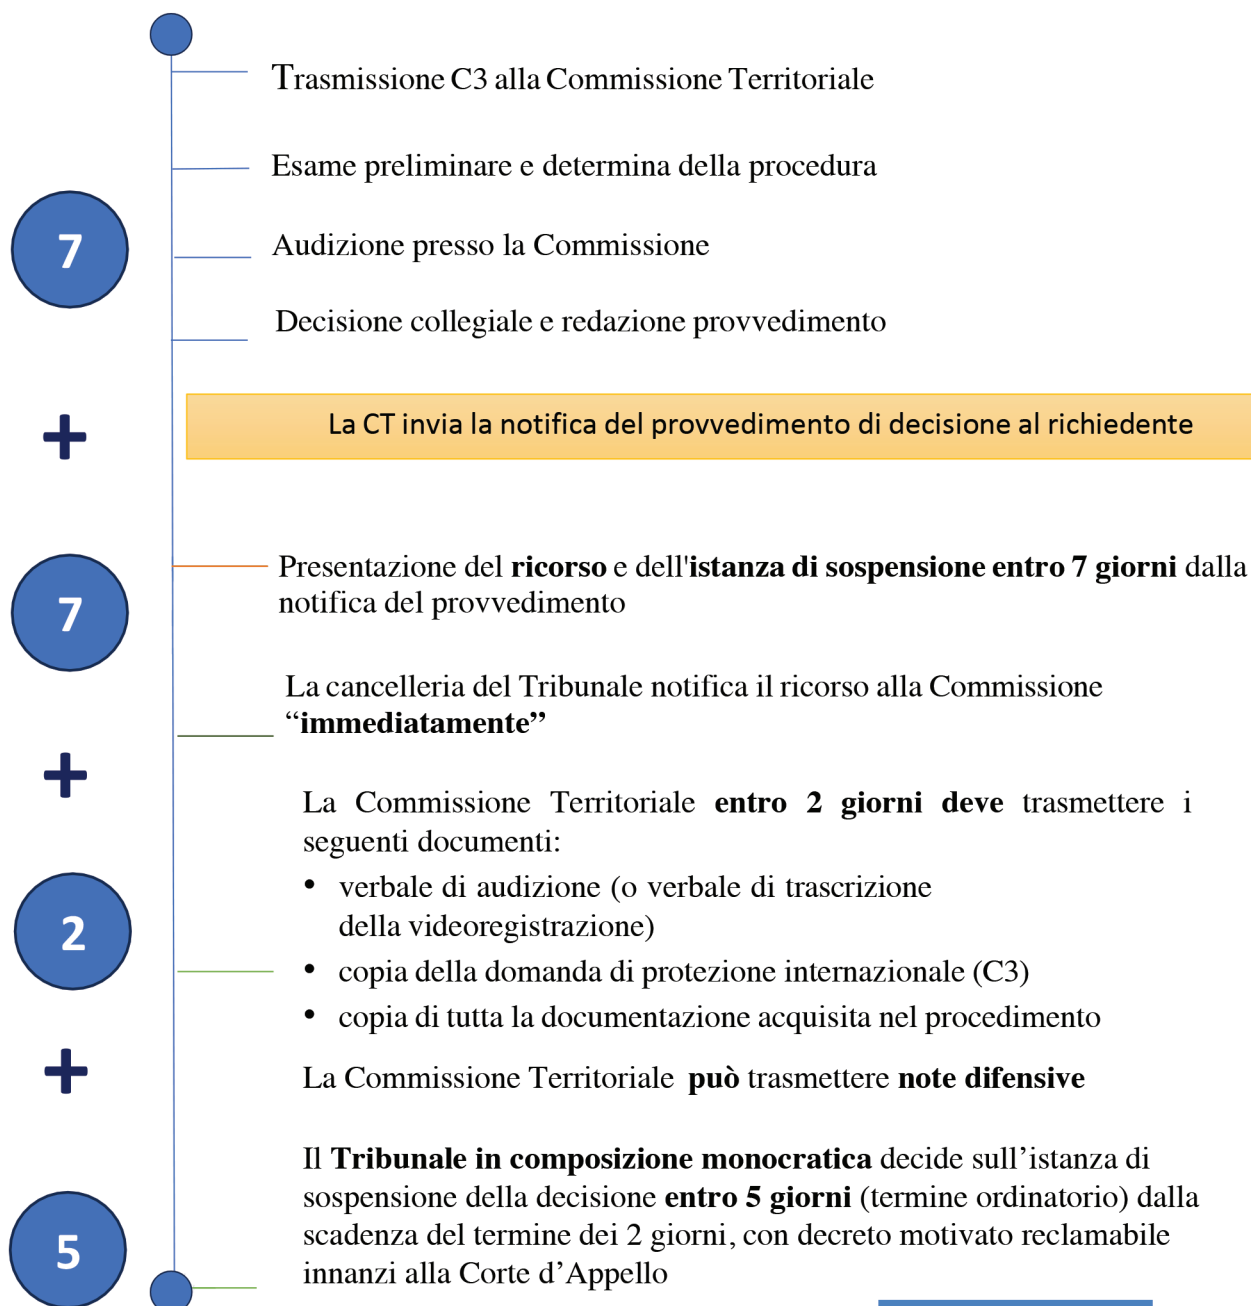 Trasmissione C3 alla Commissione Territoriale
Esame preliminare e determina della procedura
7
Audizione presso la Commissione
Decisione collegiale e redazione provvedimento
+
La CT invia la notifica del provvedimento di decisione al richiedente
Presentazione del ricorso e dell'istanza di sospensione entro 7 giorni dalla
notifica del provvedimento
7
La cancelleria del Tribunale notifica il ricorso alla Commissione
“immediatamente”
+
La Commissione Territoriale entro 2 giorni deve trasmettere i
seguenti documenti:
• verbale di audizione (o verbale di trascrizione
della videoregistrazione)
2
• copia della domanda di protezione internazionale (C3)
• copia di tutta la documentazione acquisita nel procedimento
+
La Commissione Territoriale può trasmettere note difensive
Il Tribunale in composizione monocratica decide sull’istanza di
sospensione della decisione entro 5 giorni (termine ordinatorio) dalla
scadenza del termine dei 2 giorni, con decreto motivato reclamabile
innanzi alla Corte d’Appello
5